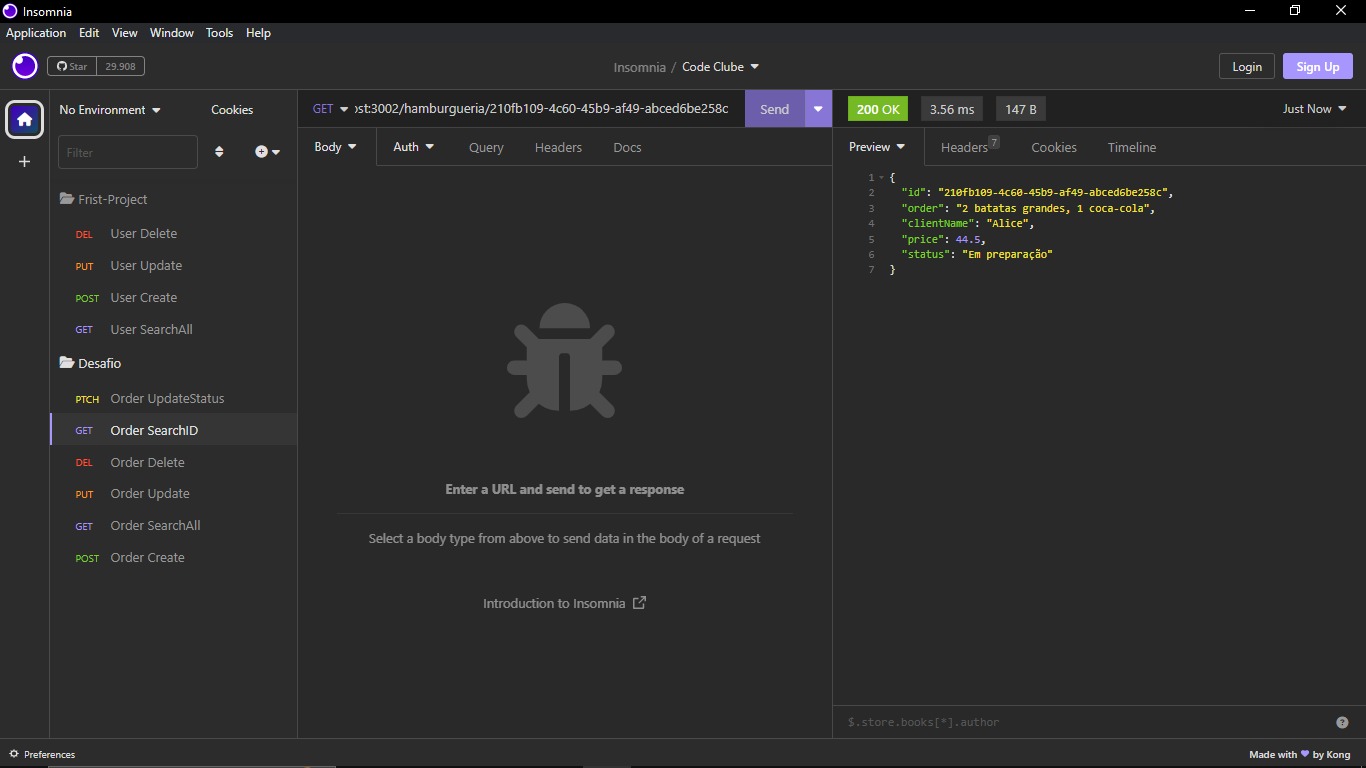 Insomnia
Application Edit View Window Tools Help
Star 29.908
Insomnia / Code Clube
Login Sign Up
No Environment Cookies
Filter
Frist-Project
DEL User Delete
PUT User Update
POST User Create
GET User SearchAll
Desafio
PTCH Order UpdateStatus
GET Order SearchID
DEL Order Delete
PUT Order Update
GET Order SearchAll
POST Order Create
GET ost:3002/hamburgueria/210fb109-4c60-45b9-af49-abced6be258c Send
Body Auth Query Headers Docs
Enter a URL and send to get a response
Select a body type from above to send data in the body of a request
Introduction to Insomnia
200 OK 3.56 ms 147 B Just Now
Preview Headers 7 Cookies Timeline
1 {
2 "id": "210fb109-4c60-45b9-af49-abced6be258c",
3 "order": "2 batatas grandes, 1 coca-cola",
4 "clientName": "Alice",
5 "price": 44.5,
6 "status": "Em preparação"
7 }
$.store.books[*].author
Preferences
Made with ♥ by Kong